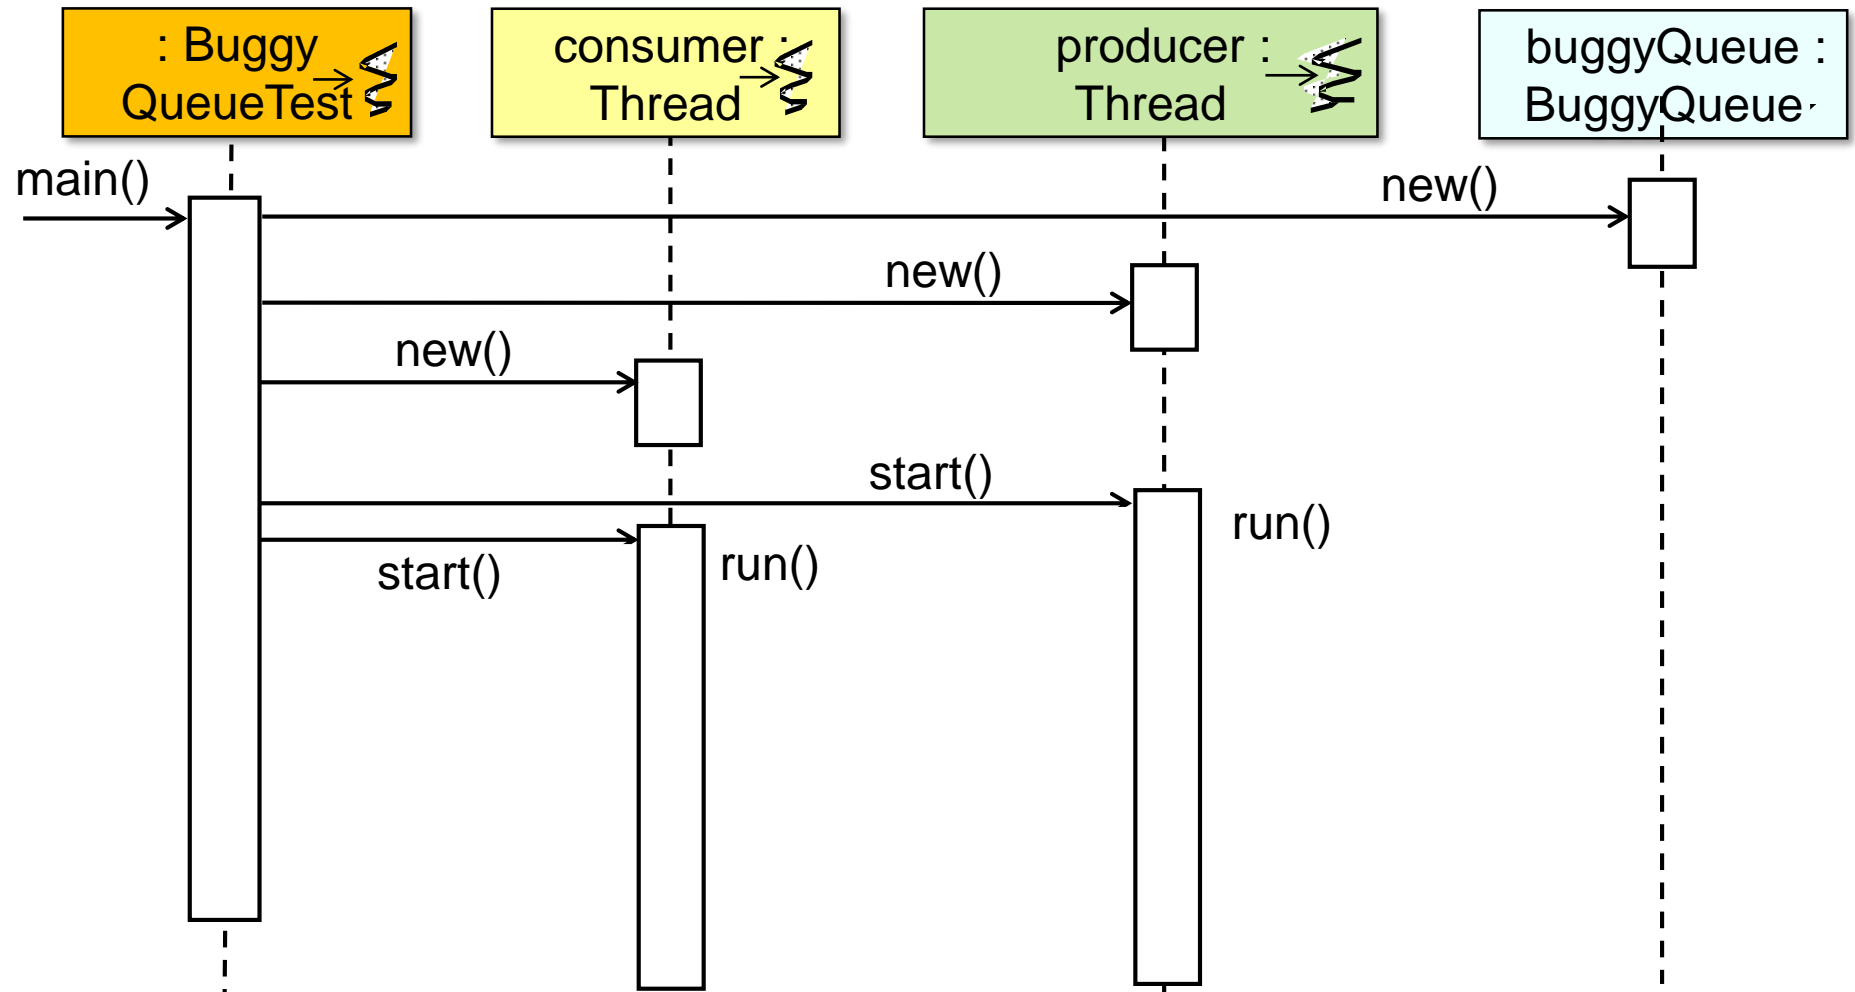 : Buggy
QueueTest
consumer :
Thread
producer :
Thread
buggyQueue :
BuggyQueue
main()
new()
new()
new()
start()
run()
start()
run()